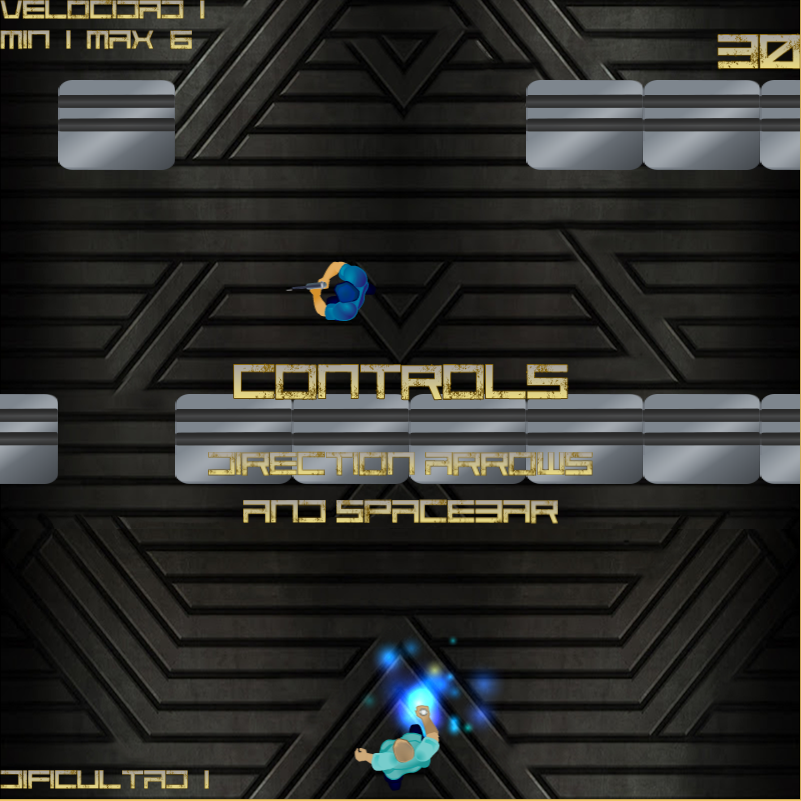 VELOCIDAD 1
MIN 1 MAX 6
30
CONTROLS
DIRECTION ARROWS
AND SPACEBAR
DIFICULTAD 1